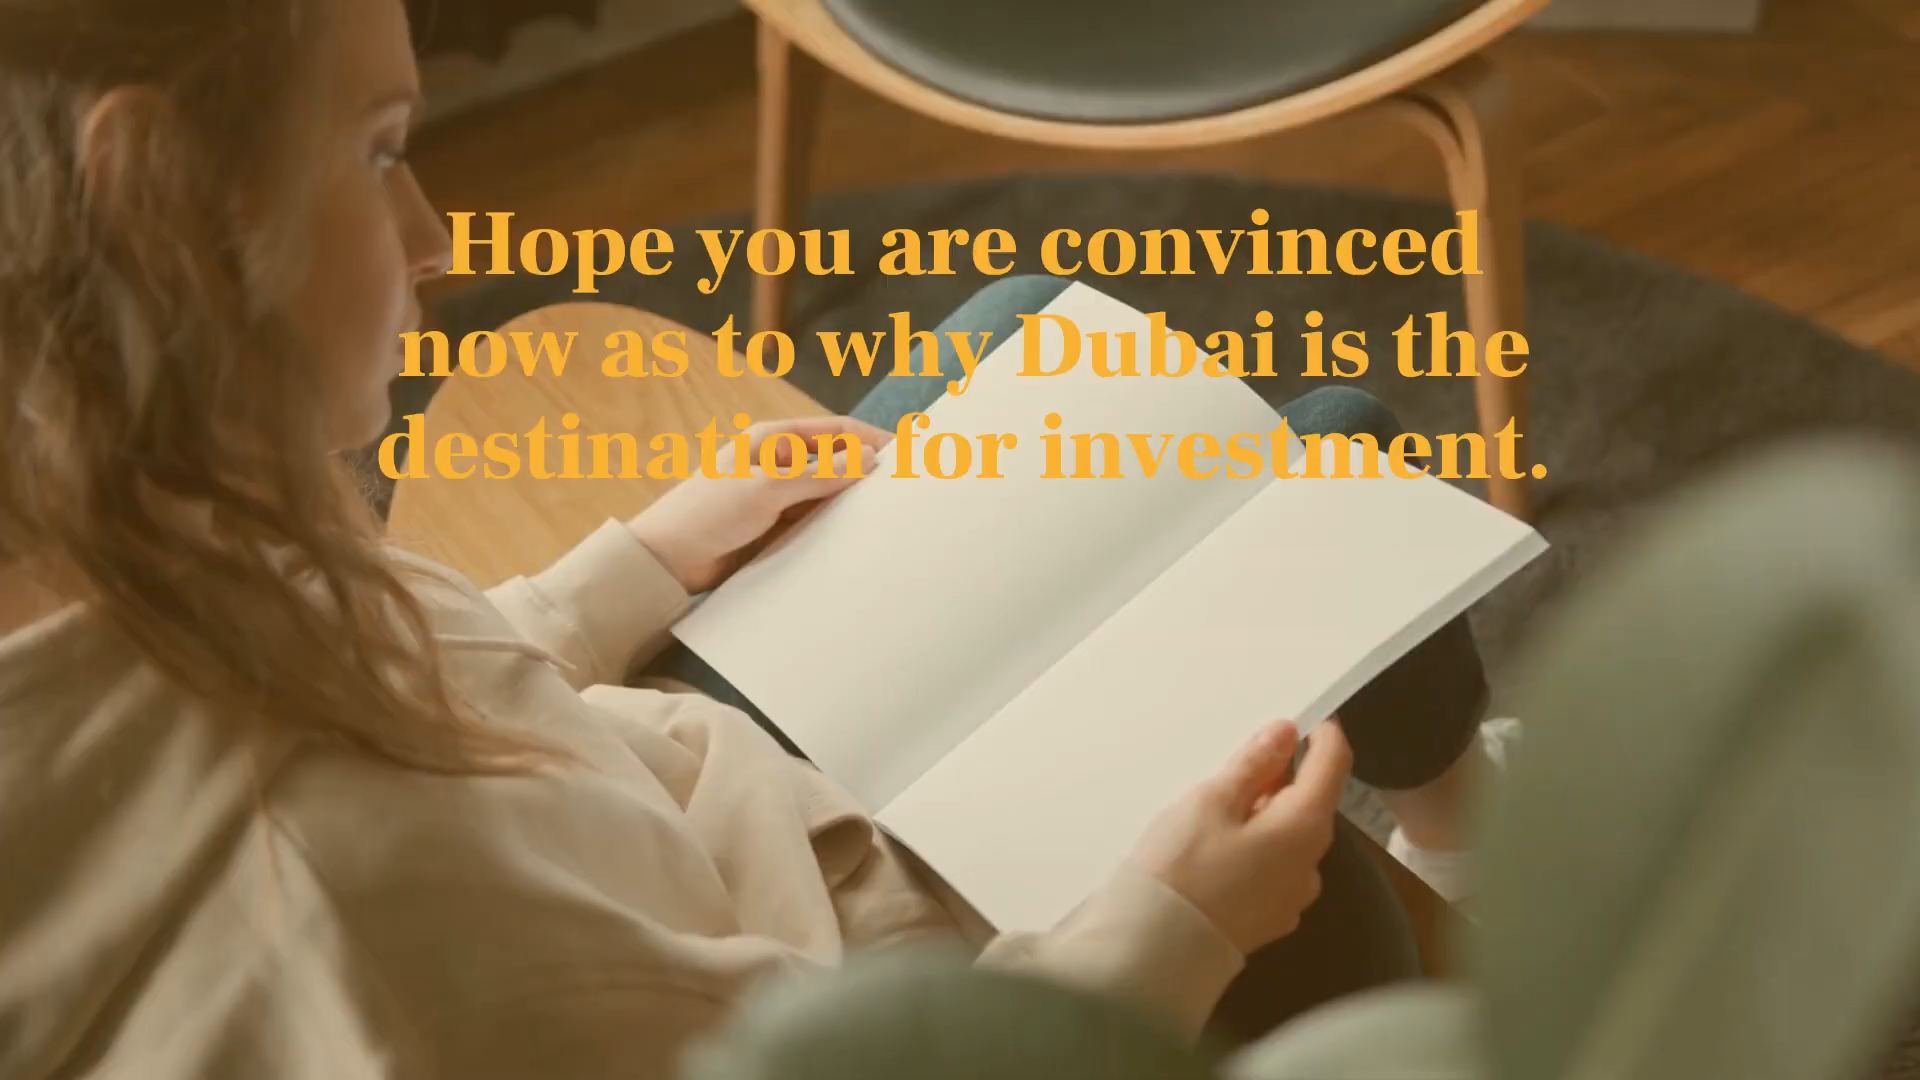 Hope you are convinced
now as to why Dubai is the
destination for investment.